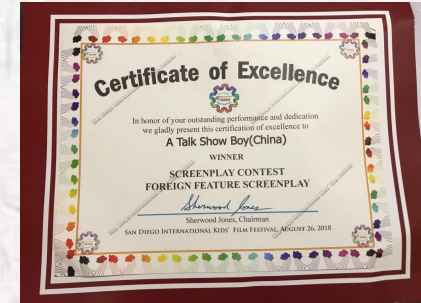 Certificate of Excellence
In honor of your outstanding performance and dedication
we gladly present this certification of excellence to
A Talk Show Boy(China)
WINNER
SCREENPLAY CONTEST
FOREIGN FEATURE SCREENPLAY
Sherwood Jones
Sherwood Jones, Chairman
SAN DIEGO INTERNATIONAL KIDS' FILM FESTIVAL, AUGUST 26, 2018